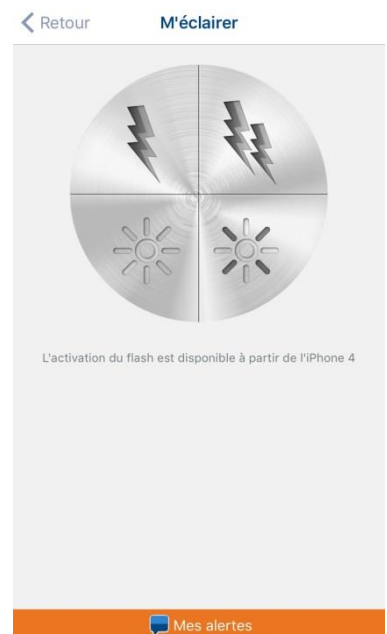 Retour
M'éclairer
L'activation du flash est disponible à partir de l'iPhone 4
Mes alertes